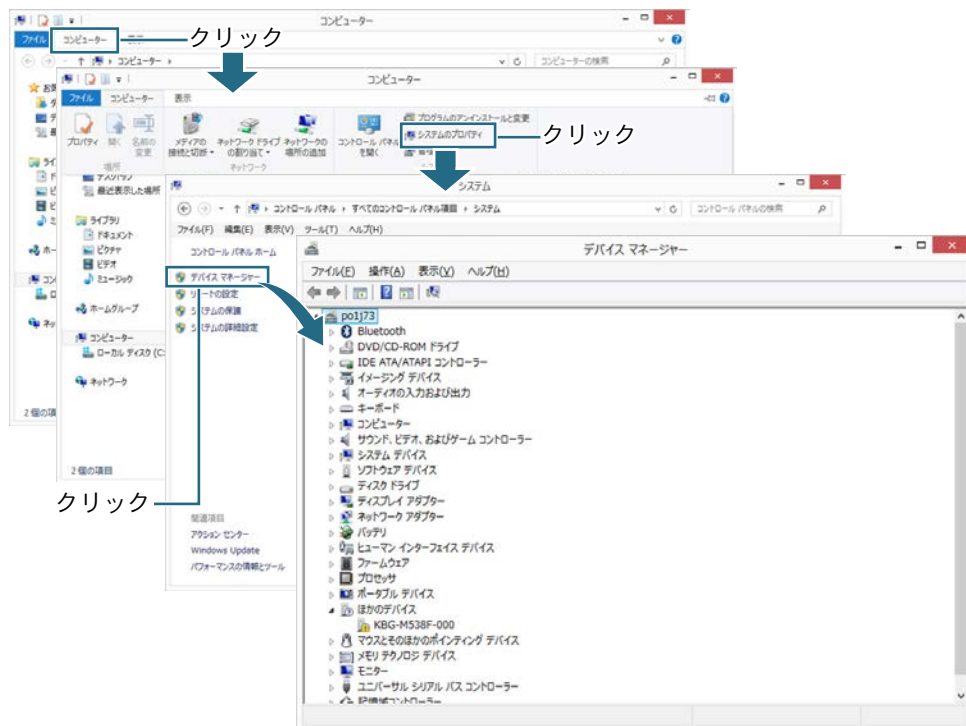 コンピューター
ファイル コンピューター
クリック
コンピューター
コンピューターの検索
コンピューター
ファイル コンピューター 表示
プロパティ 開く 名前の変更
メディアの接続と切断 ネットワーク ドライブの割り当て ネットワークの場所の追加
コントロール パネルを開く
プログラムのアンインストールと変更
システムのプロパティ
クリック
場所
ネットワーク
最近表示した場所
システム
コントロール パネル すべてのコントロール パネル項目 システム
コントロール パネルの検索
ファイル(F) 編集(E) 表示(V) ツール(T) ヘルプ(H)
ライブラリ
ドキュメント
ピクチャ
ビデオ
ミュージック
ホームグループ
コンピューター
ローカル ディスク (C:
ネットワーク
2 個の項
2 個の項目
コントロール パネル ホーム
デバイス マネージャー
リモートの設定
システムの保護
システムの詳細設定
クリック
関連項目
アクション センター
Windows Update
パフォーマンスの情報とツール
デバイス マネージャー
ファイル(F) 操作(A) 表示(V) ヘルプ(H)
po1j73
Bluetooth
DVD/CD-ROM ドライブ
IDE ATA/ATAPI コントローラー
イメージング デバイス
オーディオの入力および出力
キーボード
コンピューター
サウンド、ビデオ、およびゲーム コントローラー
システム デバイス
ソフトウェア デバイス
ディスク ドライブ
ディスプレイ アダプター
ネットワーク アダプター
バッテリ
ヒューマン インターフェイス デバイス
ファームウェア
プロセッサ
ポータブル デバイス
ほかのデバイス
KBG-M538F-000
マウスとそのほかのポインティング デバイス
メモリ テクノロジ デバイス
モニター
ユニバーサル シリアル バス コントローラー
記憶域コントローラー